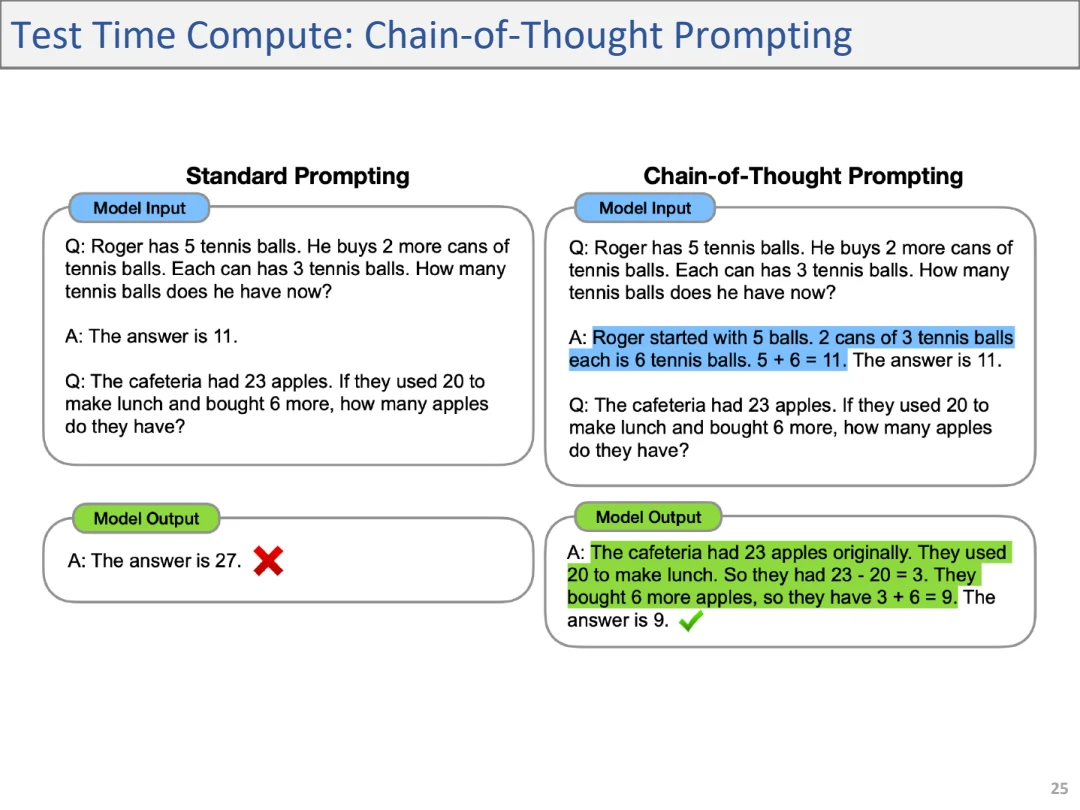 Test Time Compute: Chain-of-Thought Prompting
Standard Prompting
Model Input
Q: Roger has 5 tennis balls. He buys 2 more cans of
tennis balls. Each can has 3 tennis balls. How many
tennis balls does he have now?
A: The answer is 11.
Q: The cafeteria had 23 apples. If they used 20 to
make lunch and bought 6 more, how many apples
do they have?
Model Output
A: The answer is 27.
Chain-of-Thought Prompting
Model Input
Q: Roger has 5 tennis balls. He buys 2 more cans of
tennis balls. Each can has 3 tennis balls. How many
tennis balls does he have now?
A: Roger started with 5 balls. 2 cans of 3 tennis balls
each is 6 tennis balls. 5 + 6 = 11. The answer is 11.
Q: The cafeteria had 23 apples. If they used 20 to
make lunch and bought 6 more, how many apples
do they have?
Model Output
A: The cafeteria had 23 apples originally. They used
20 to make lunch. So they had 23 - 20 = 3. They
bought 6 more apples, so they have 3 + 6 = 9. The
answer is 9.
25